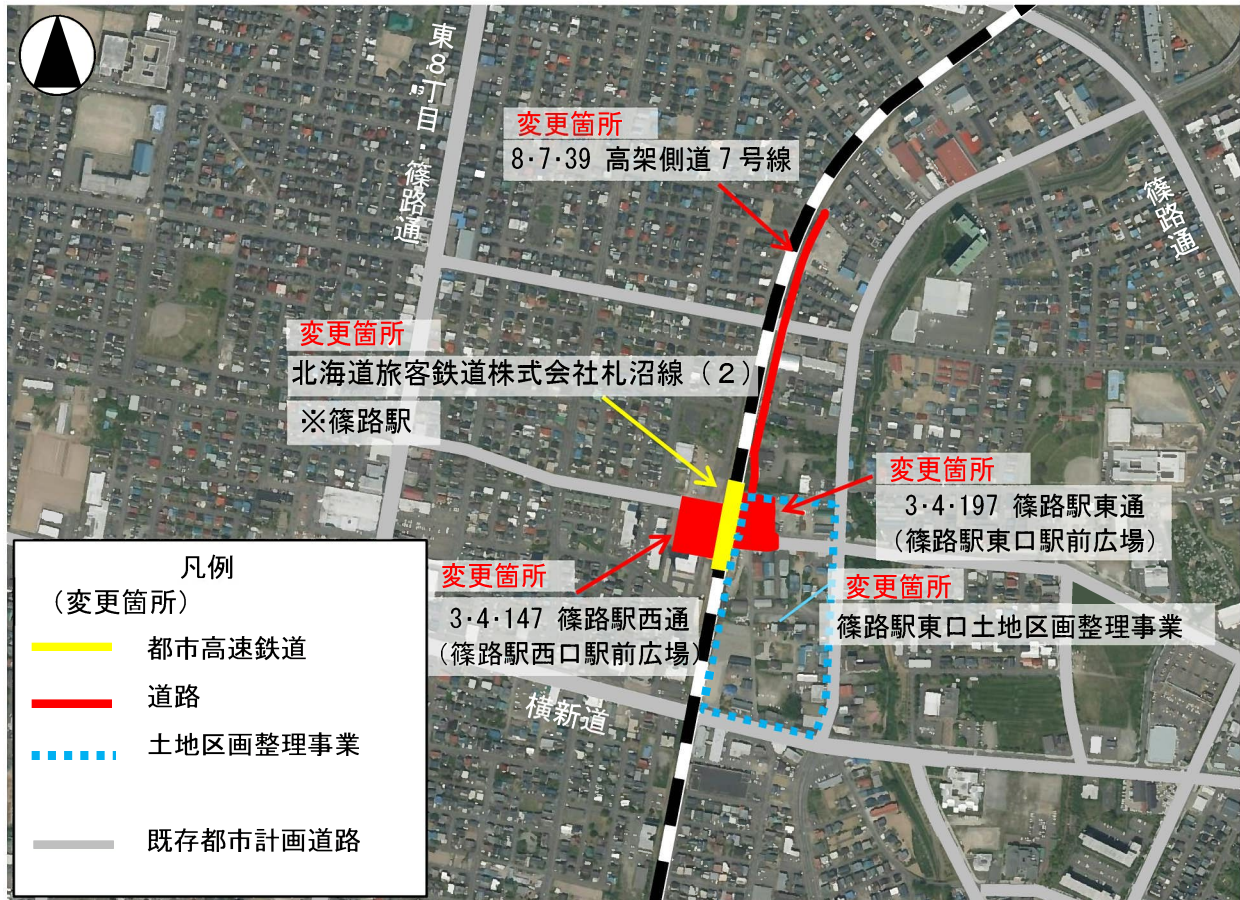 東8丁目・篠路通
変更箇所
8・7・39 高架側道7号線
篠路通
変更箇所
北海道旅客鉄道株式会社札沼線（2）
※篠路駅
変更箇所
3・4・197 篠路駅東通
（篠路駅東口駅前広場）
変更箇所
3・4・147 篠路駅西通
（篠路駅西口駅前広場）
変更箇所
篠路駅東口土地区画整理事業
横新道
凡例
（変更箇所）
都市高速鉄道
道路
土地区画整理事業
既存都市計画道路